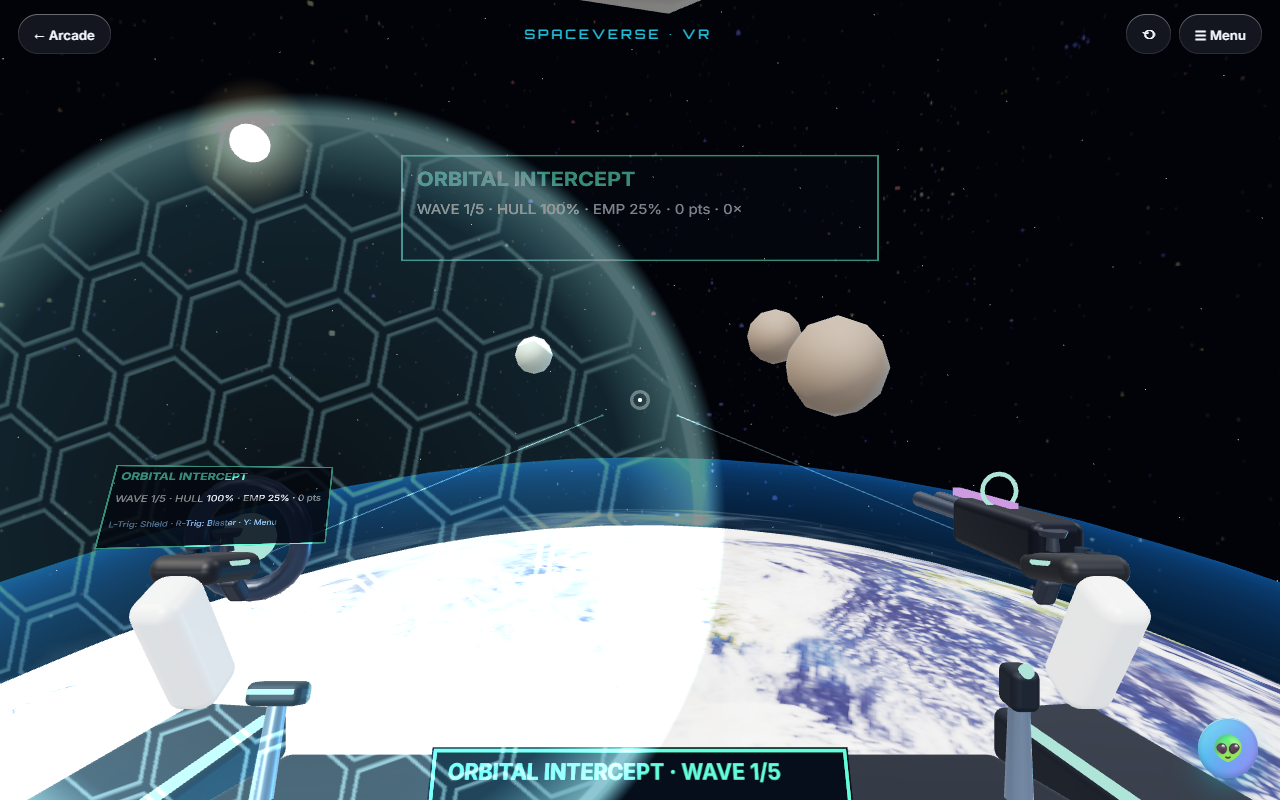 ← Arcade
SPACEVERSE · VR
☰ Menu
ORBITAL INTERCEPT
WAVE 1/5 · HULL 100% · EMP 25% · 0 pts · 0×
ORBITAL INTERCEPT
WAVE 1/5 · HULL 100% · EMP 25% · 0 pts
L-Trig: Shield · R-Trig: Blaster · Y: Menu
ORBITAL INTERCEPT · WAVE 1/5